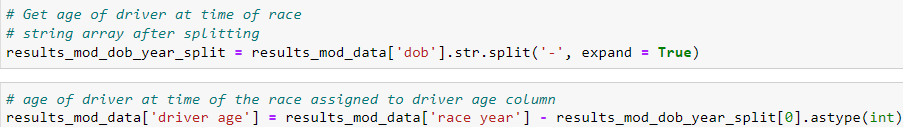 # Get age of driver at time of race
# string array after splitting
results_mod_dob_year_split = results_mod_data['dob'].str.split('-', expand = True)
# age of driver at time of the race assigned to driver age column
results_mod_data['driver age'] = results_mod_data['race year'] - results_mod_dob_year_split[0].astype(int)